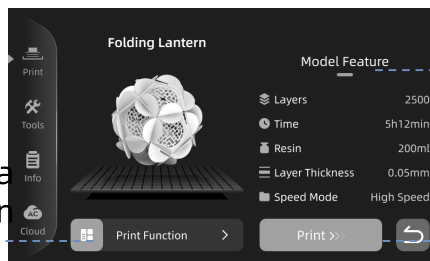 Folding Lantern
Model Feature
Print
Tools
Info
Cloud
AC
Layers 2500
Time 5h12min
Resin 200ml
Layer Thickness 0.05mm
Speed Mode High Speed
Print Function >
Print >>>